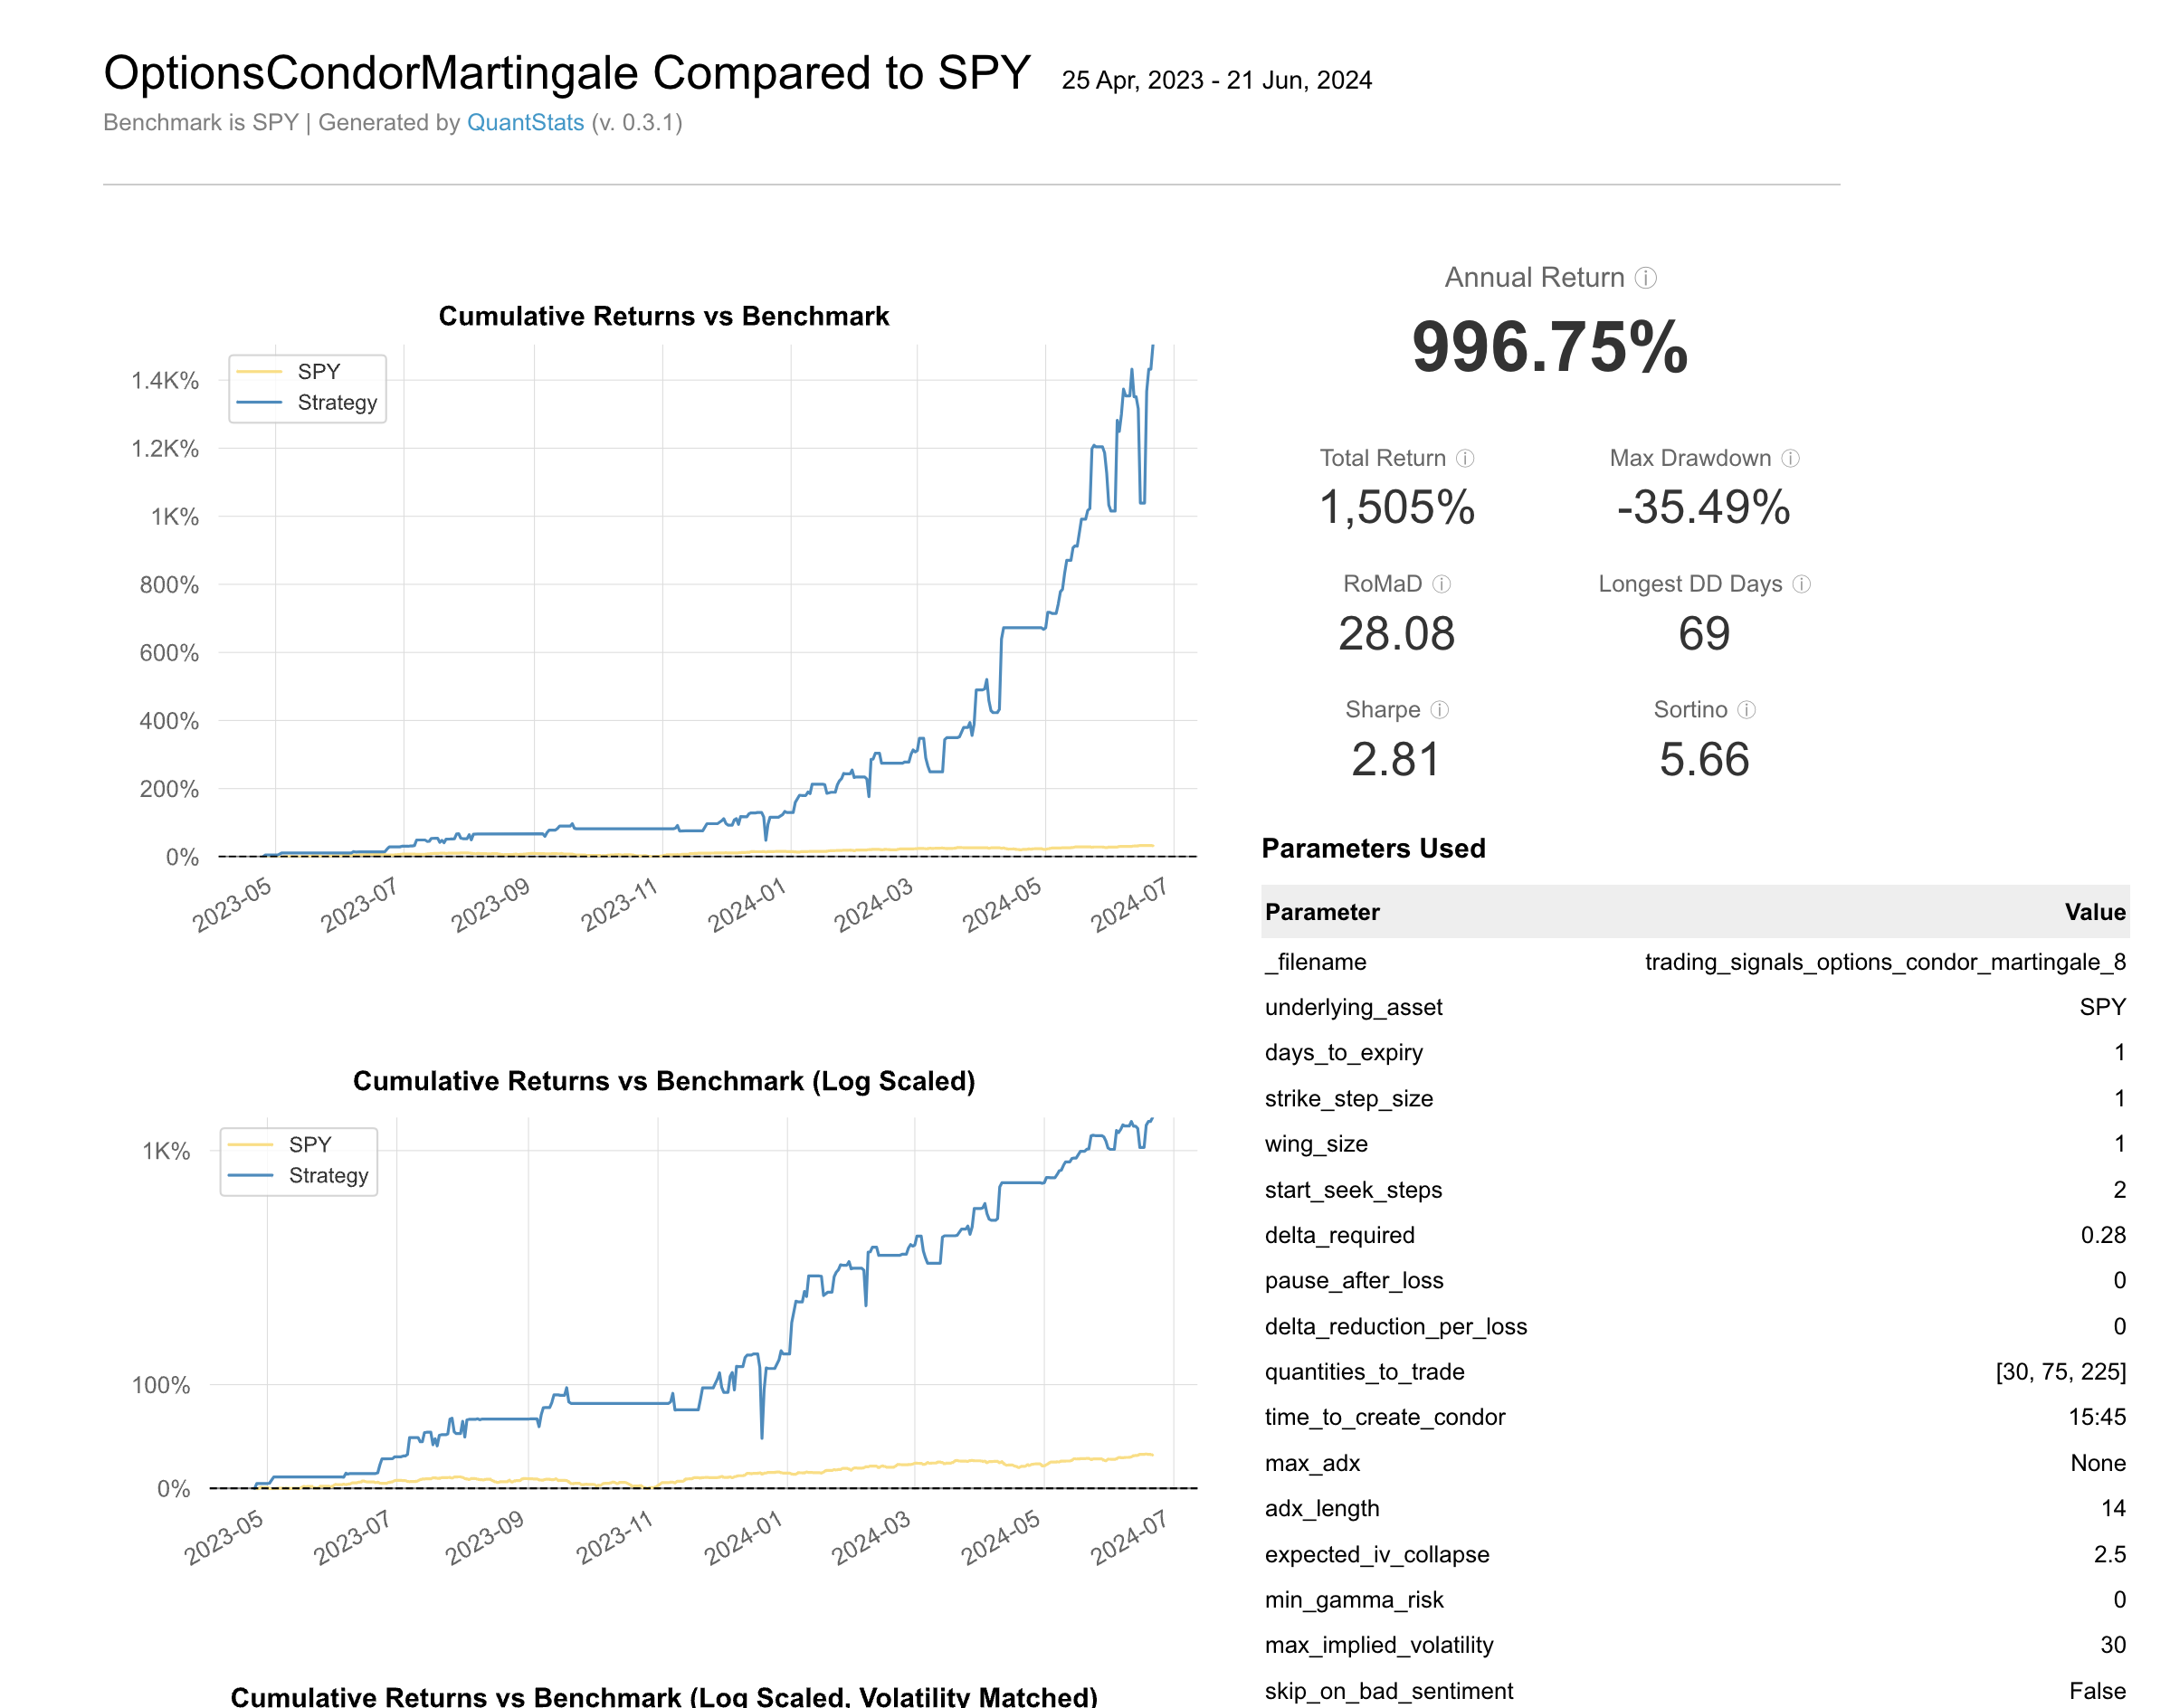 OptionsCondorMartingale Compared to SPY 25 Apr, 2023 - 21 Jun, 2024
Benchmark is SPY | Generated by QuantStats (v. 0.3.1)
Cumulative Returns vs Benchmark
SPY
Strategy
1.4K%
1.2K%
1K%
800%
600%
400%
200%
0%
2023-05
2023-07
2023-09
2023-11
2024-01
2024-03
2024-05
2024-07
Cumulative Returns vs Benchmark (Log Scaled)
SPY
Strategy
1K%
100%
0%
2023-05
2023-07
2023-09
2023-11
2024-01
2024-03
2024-05
2024-07
Cumulative Returns vs Benchmark (Log Scaled, Volatility Matched)
Annual Return ⓘ
996.75%
Total Return ⓘ Max Drawdown ⓘ
1,505% -35.49%
RoMaD ⓘ Longest DD Days ⓘ
28.08 69
Sharpe ⓘ Sortino ⓘ
2.81 5.66
Parameters Used
Parameter Value
_filename trading_signals_options_condor_martingale_8
underlying_asset SPY
days_to_expiry 1
strike_step_size 1
wing_size 1
start_seek_steps 2
delta_required 0.28
pause_after_loss 0
delta_reduction_per_loss 0
quantities_to_trade [30, 75, 225]
time_to_create_condor 15:45
max_adx None
adx_length 14
expected_iv_collapse 2.5
min_gamma_risk 0
max_implied_volatility 30
skip_on_bad_sentiment False